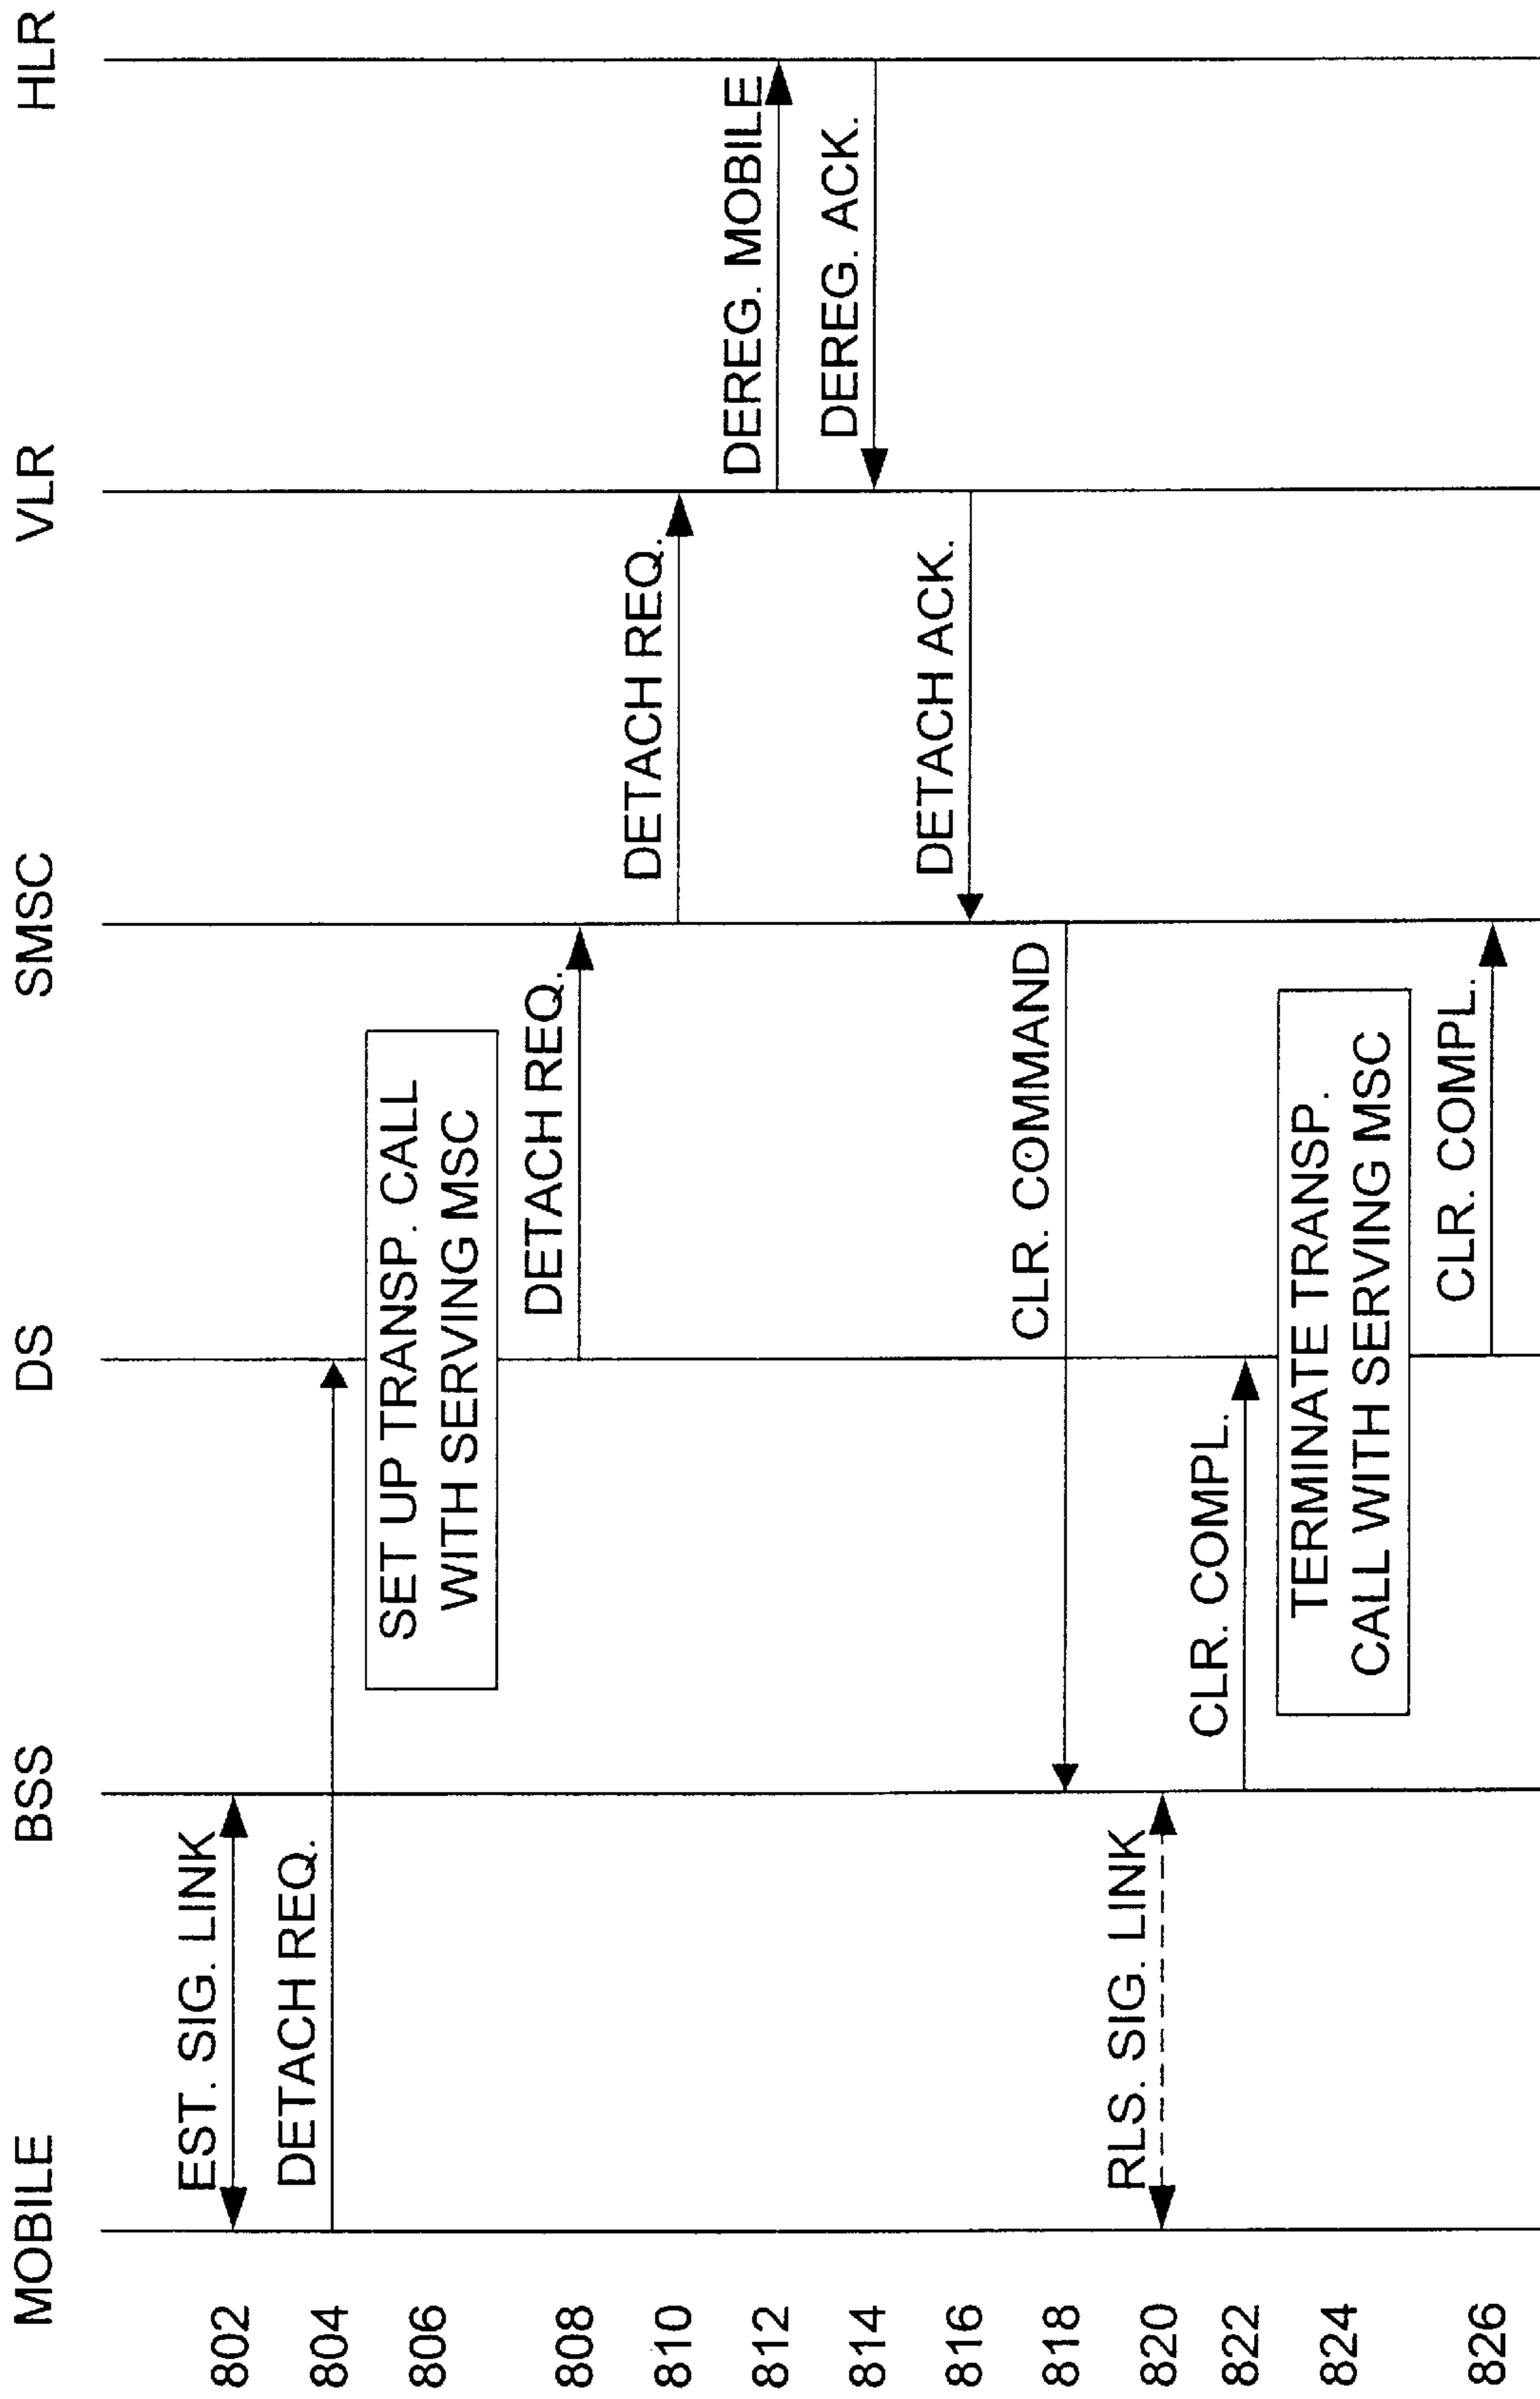 MOBILE
BSS
DS
SMSC
VLR
HLR
802
EST. SIG. LINK
804
DETACH REQ.
806
SET UP TRANSP. CALL
WITH SERVING MSC
808
DETACH REQ.
810
DETACH REQ.
812
DEREG. MOBILE
814
DEREG. ACK.
816
DETACH ACK.
818
CLR. COMMAND
820
RLS. SIG. LINK
822
CLR. COMPL.
824
TERMINATE TRANSP.
CALL WITH SERVING MSC
826
CLR. COMPL.